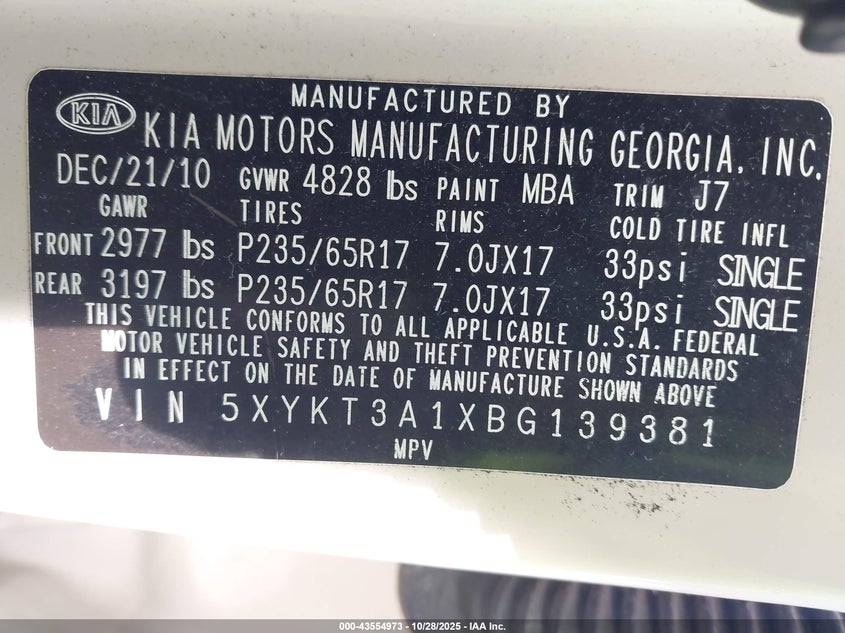 MANUFACTURED BY
KIA KIA MOTORS MANUFACTURING GEORGIA, INC.
DEC/21/10 GVWR 4828 lbs PAINT MBA TRIM J7
GAWR TIRES RIMS COLD TIRE INFL
FRONT 2977 lbs P235/65R17 7.0JX17 33psi SINGLE
REAR 3197 lbs P235/65R17 7.0JX17 33psi SINGLE
THIS VEHICLE CONFORMS TO ALL APPLICABLE U.S.A. FEDERAL
MOTOR VEHICLE SAFETY AND THEFT PREVENTION STANDARDS
IN EFFECT ON THE DATE OF MANUFACTURE SHOWN ABOVE
VIN 5XYKT3A1XBG139381
MPV
000-43554973 | 10/28/2025 - IAA Inc.